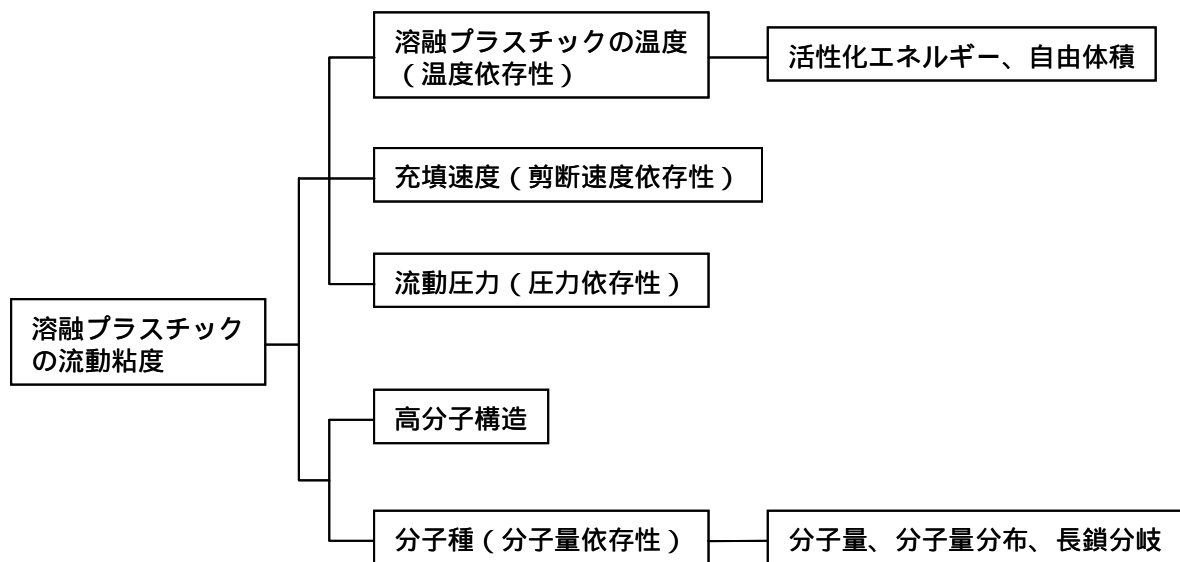 溶融プラスチックの温度
(温度依存性)
活性化エネルギー、自由体積
充填速度(剪断速度依存性)
流動圧力(圧力依存性)
溶融プラスチック
の流動粘度
高分子構造
分子種(分子量依存性)
分子量、分子量分布、長鎖分岐